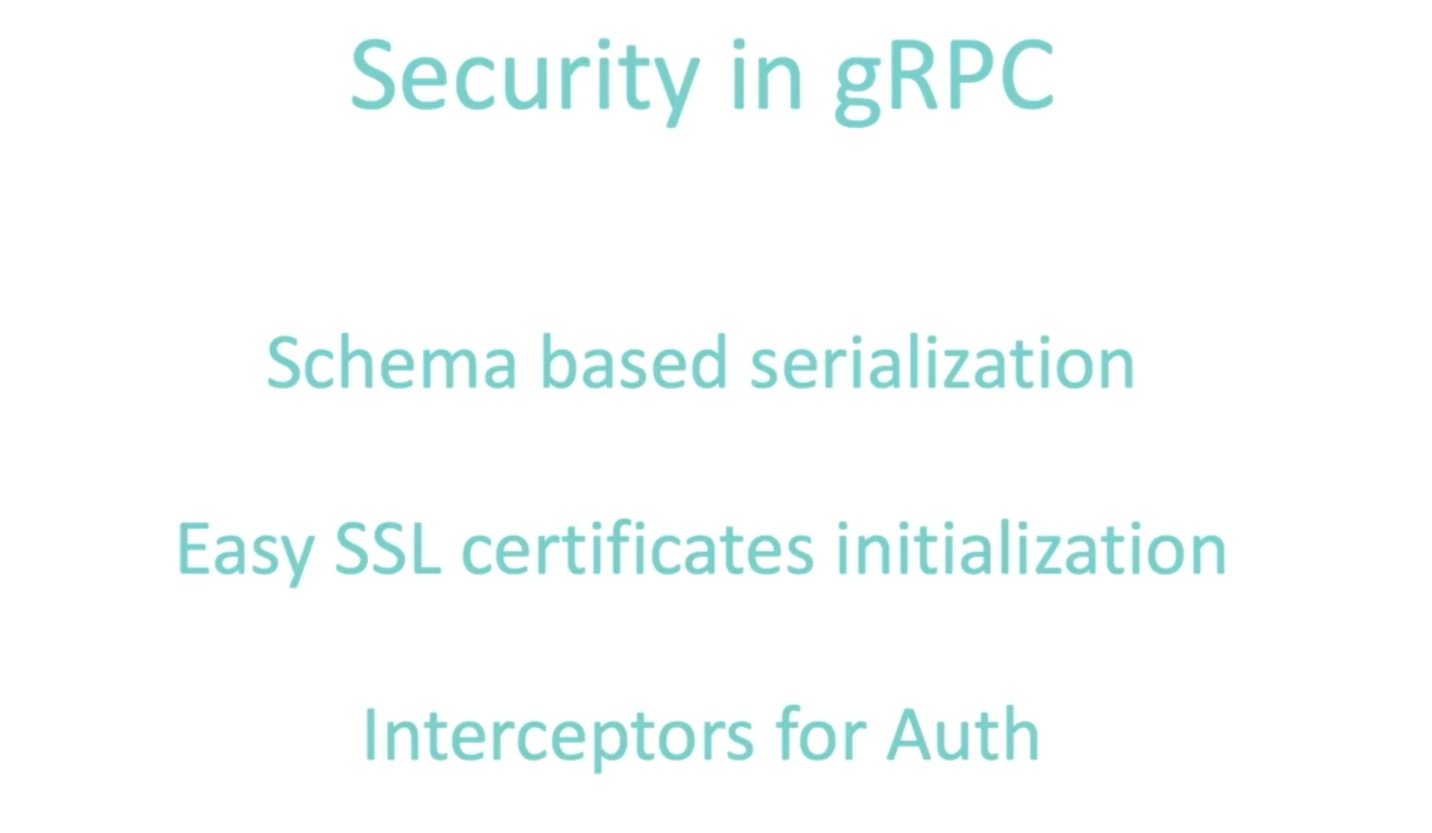 Security in gRPC
Schema based serialization
Easy SSL certificates initialization
Interceptors for Auth